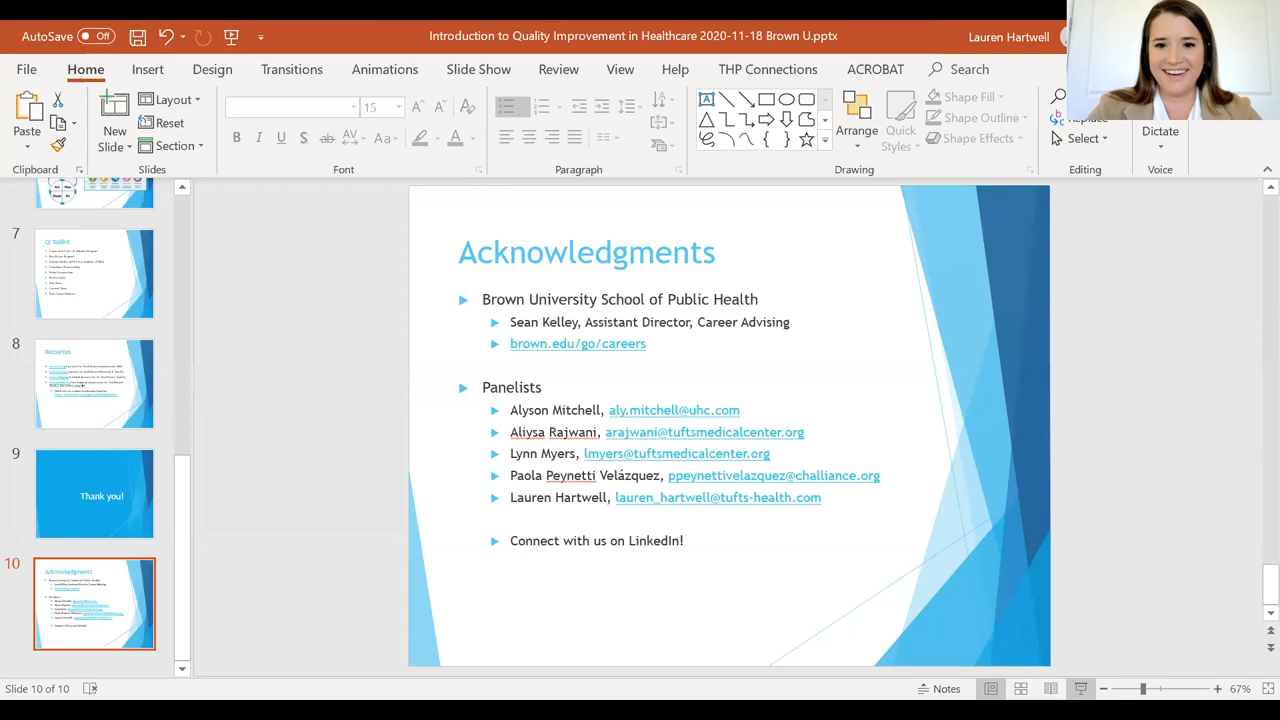 AutoSave Off
Introduction to Quality Improvement in Healthcare 2020-11-18 Brown U.pptx
Lauren Hartwell
File Home Insert Design Transitions Animations Slide Show Review View Help THP Connections ACROBAT Search
Paste
New Slide
Layout
Reset
Section
15
Arrange
Quick Styles
Shape Fill
Shape Outline
Shape Effects
Replace
Select
Dictate
Clipboard Slides Font Paragraph Drawing Editing Voice
7
QI Toolkit
8
Resources
9
Thank you!
10
Acknowledgments
Acknowledgments
Brown University School of Public Health
Sean Kelley, Assistant Director, Career Advising
brown.edu/go/careers
Panelists
Alyson Mitchell, aly.mitchell@uhc.com
Aliysa Rajwani, arajwani@tuftsmedicalcenter.org
Lynn Myers, lmyers@tuftsmedicalcenter.org
Paola Peynetti Velázquez, ppeynettivelazquez@challiance.org
Lauren Hartwell, lauren_hartwell@tufts-health.com
Connect with us on LinkedIn!
Slide 10 of 10
Notes
67%